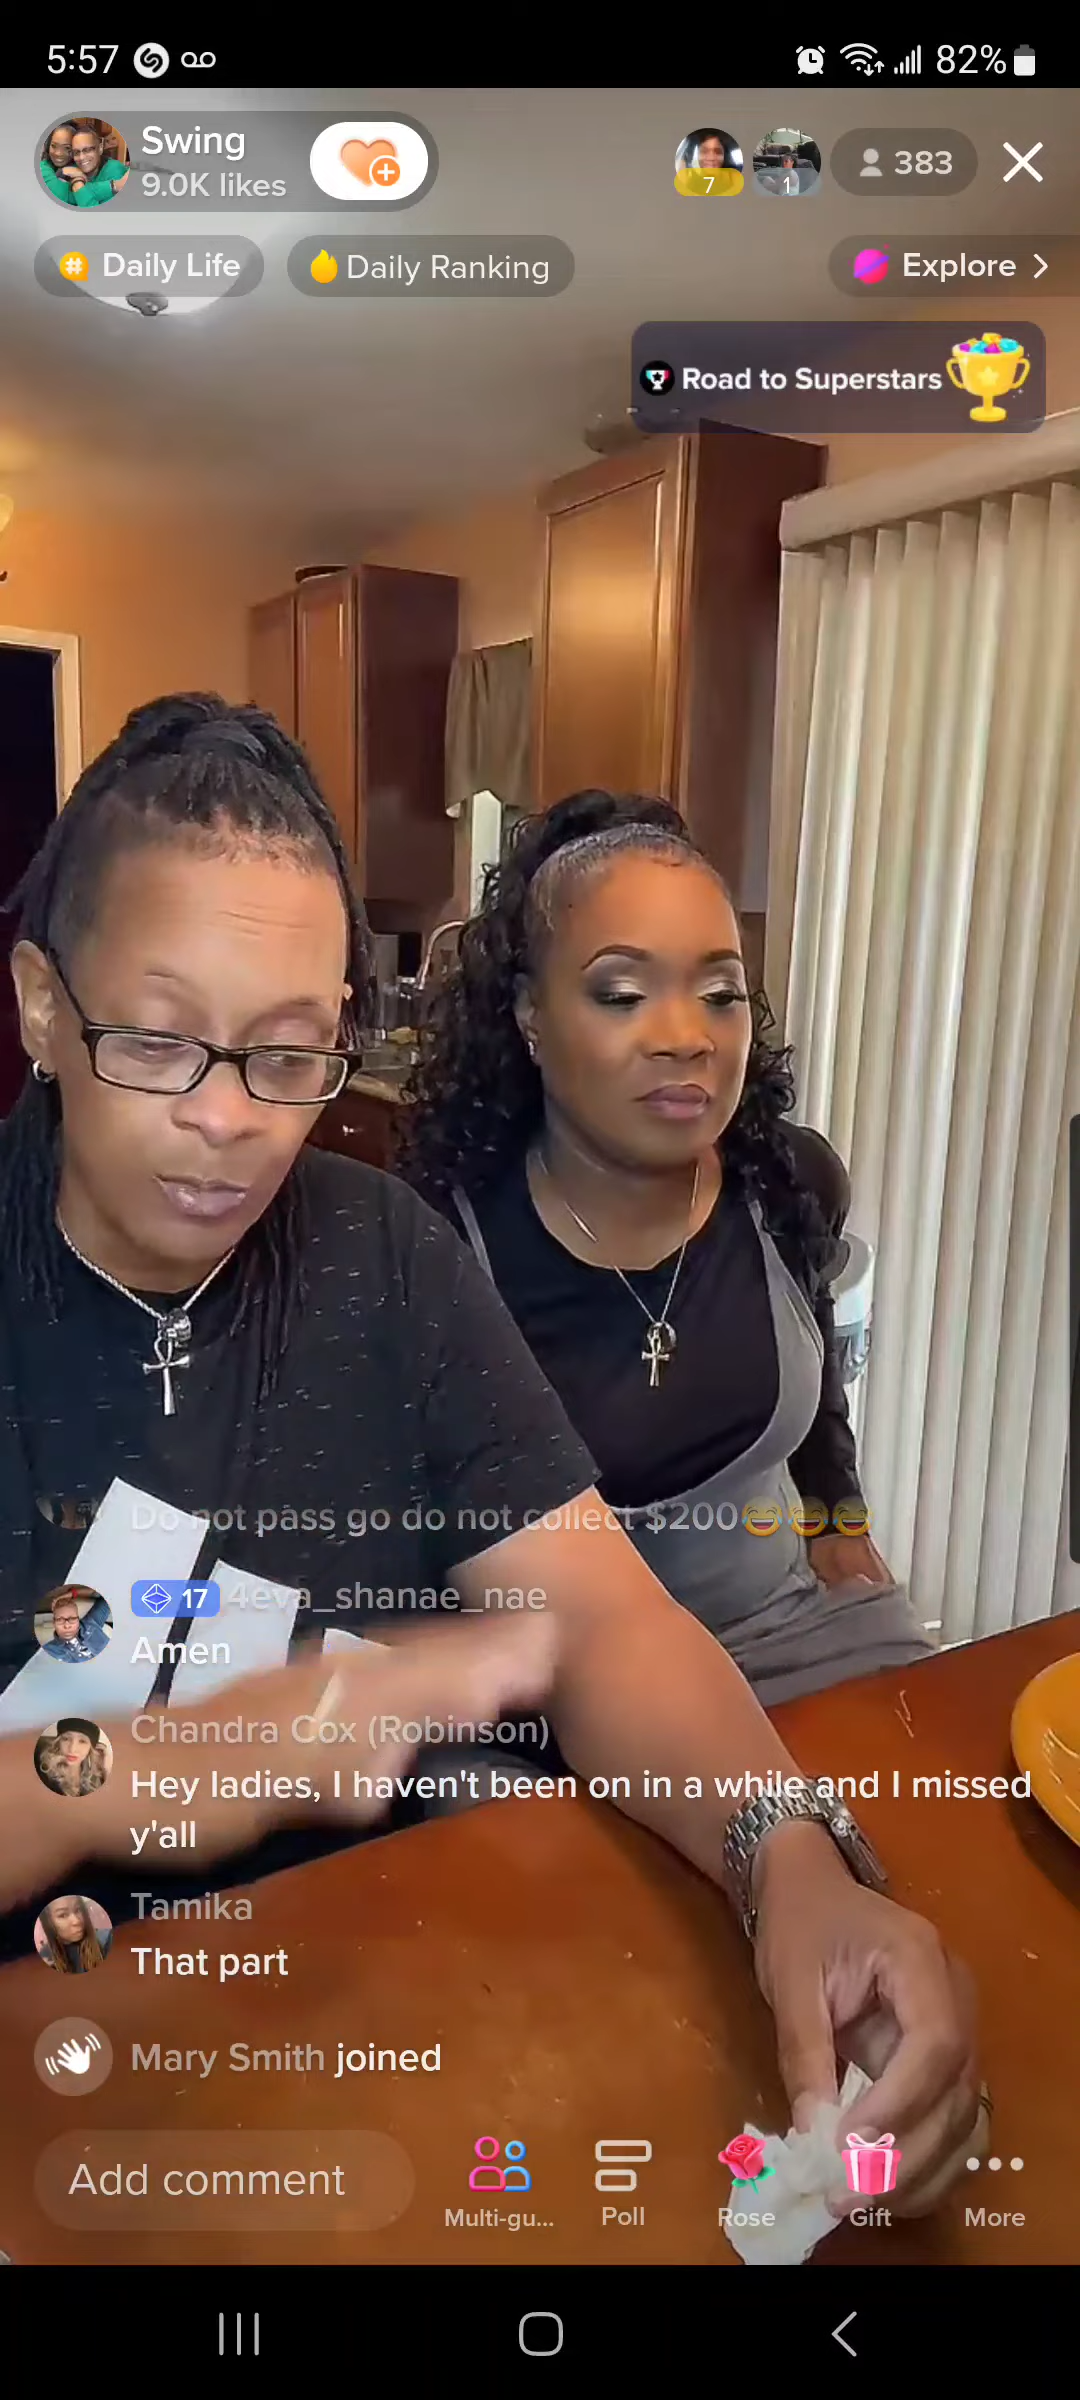 5:57 82%
Swing
9.0K likes
7
1
383
Daily Life
Daily Ranking
Explore
Road to Superstars
Do not pass go do not collect $200😂😂😂
17 4eva_shanae_nae
Amen
Chandra Cox (Robinson)
Hey ladies, I haven't been on in a while and I missed
y'all
Tamika
That part
Mary Smith joined
Add comment
Multi-gu...
Poll
Rose
Gift
More